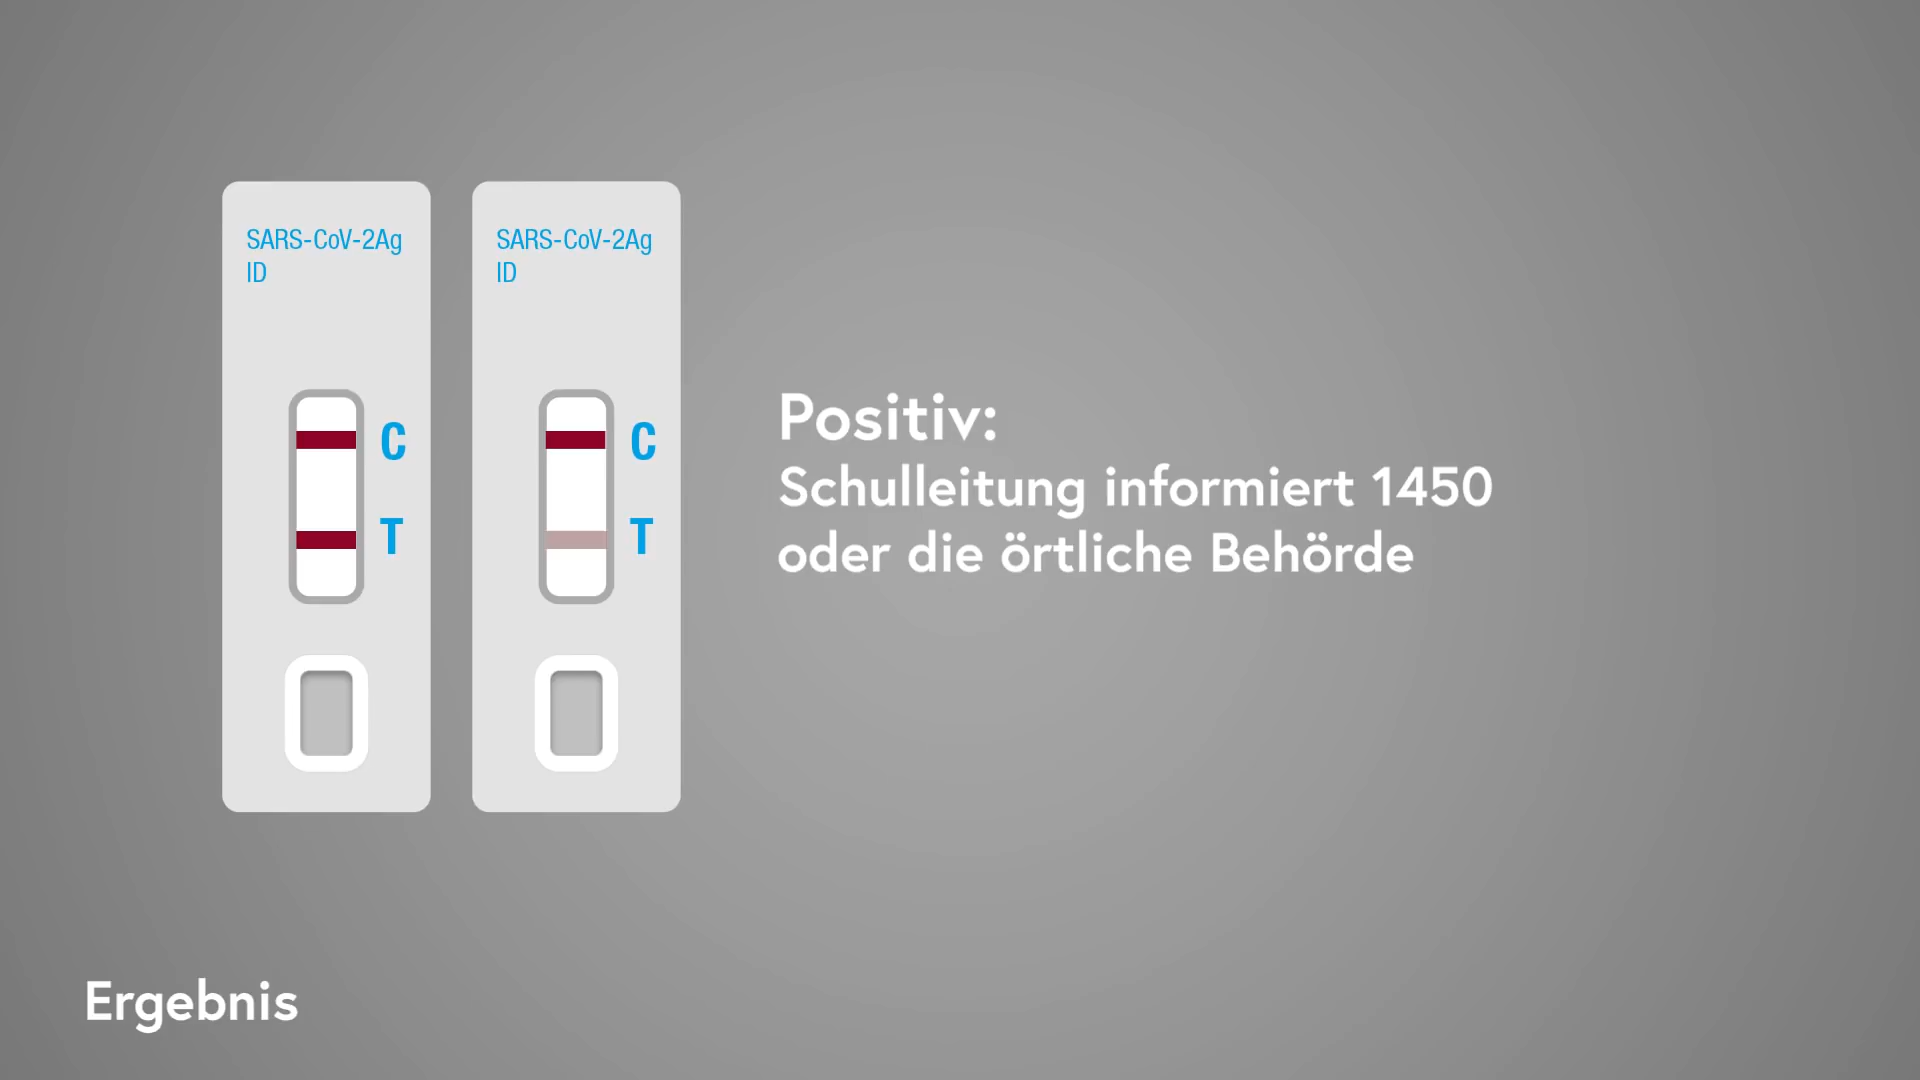 SARS-CoV-2Ag
ID
C
T
SARS-CoV-2Ag
ID
C
T
Positiv:
Schulleitung informiert 1450
oder die örtliche Behörde
Ergebnis